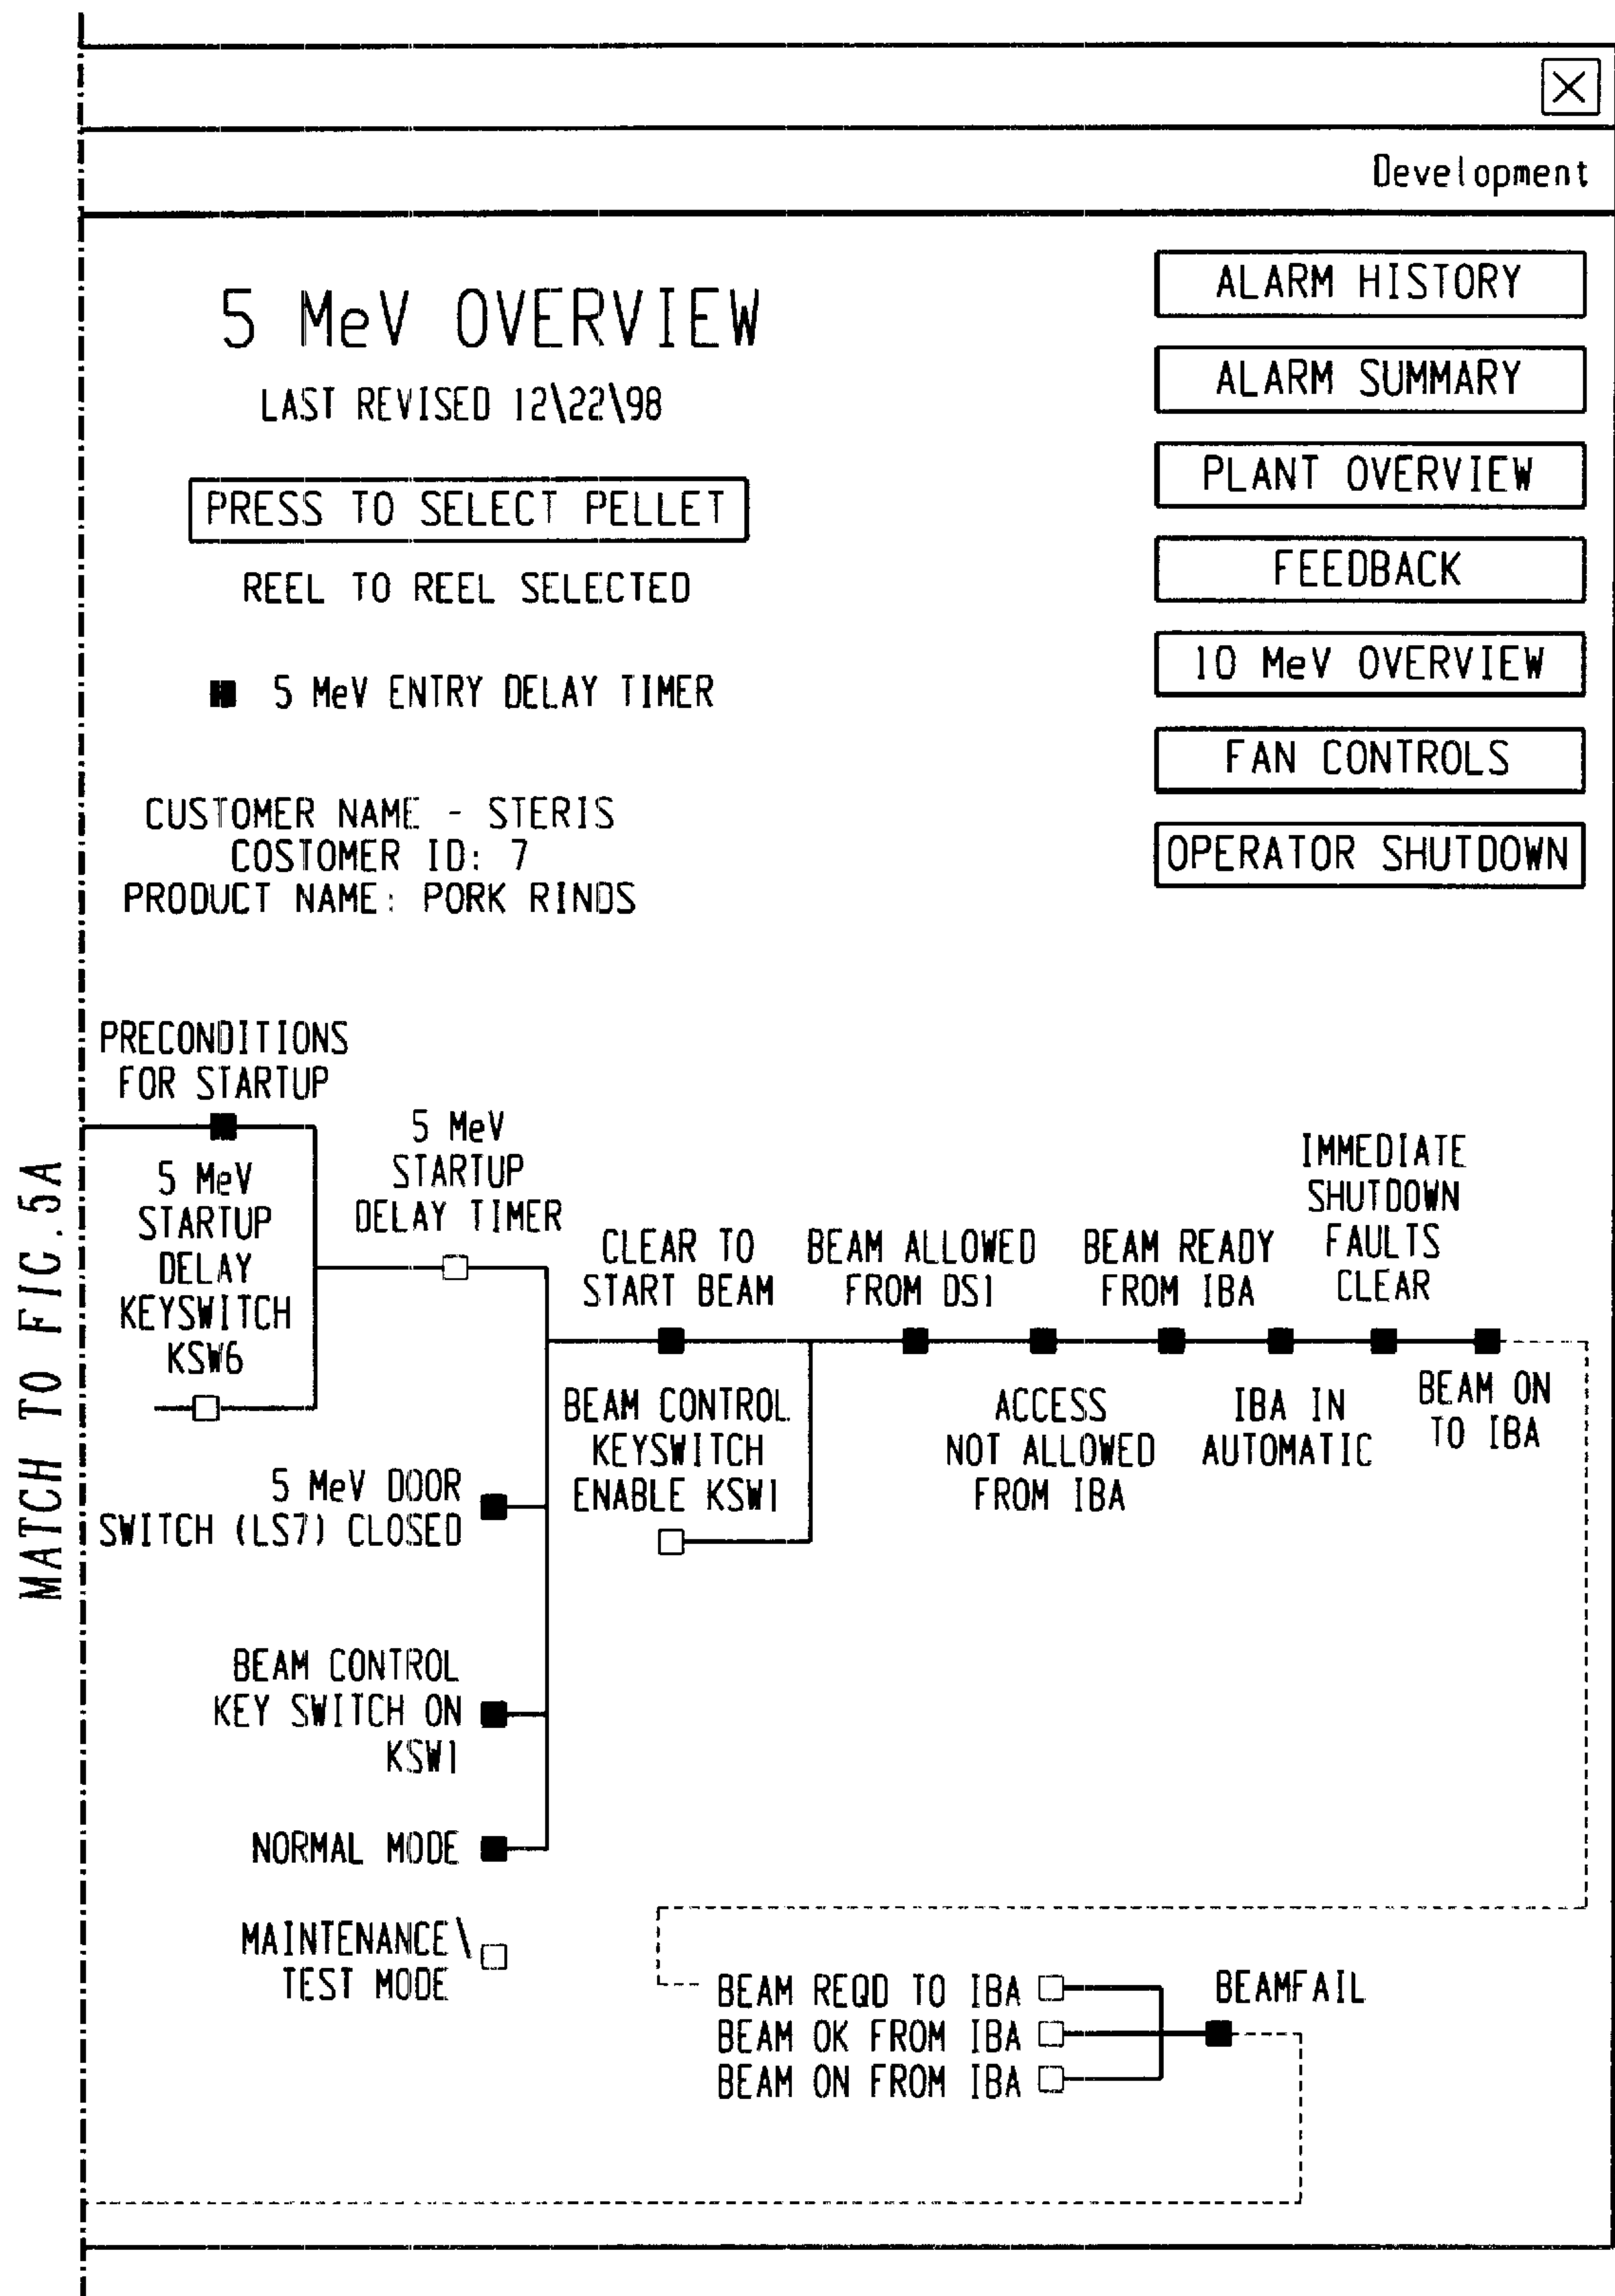 Development
5 MeV OVERVIEW
LAST REVISED 12\22\98
PRESS TO SELECT PELLET
REEL TO REEL SELECTED
5 MeV ENTRY DELAY TIMER
CUSTOMER NAME - STERIS
COSTOMER ID: 7
PRODUCT NAME: PORK RINDS
ALARM HISTORY
ALARM SUMMARY
PLANT OVERVIEW
FEEDBACK
10 MeV OVERVIEW
FAN CONTROLS
OPERATOR SHUTDOWN
MATCH TO FIG.5A
PRECONDITIONS
FOR STARTUP
5 MeV
STARTUP
DELAY
KEYSWITCH
KSW6
5 MeV
STARTUP
DELAY TIMER
CLEAR TO
START BEAM
BEAM ALLOWED
FROM DS1
BEAM READY
FROM IBA
IMMEDIATE
SHUTDOWN
FAULTS
CLEAR
BEAM CONTROL
KEYSWITCH
ENABLE KSW1
ACCESS
NOT ALLOWED
FROM IBA
IBA IN
AUTOMATIC
BEAM ON
TO IBA
5 MeV DOOR
SWITCH (LS7) CLOSED
BEAM CONTROL
KEY SWITCH ON
KSW1
NORMAL MODE
MAINTENANCE\
TEST MODE
BEAM REQD TO IBA
BEAM OK FROM IBA
BEAM ON FROM IBA
BEAMFAIL